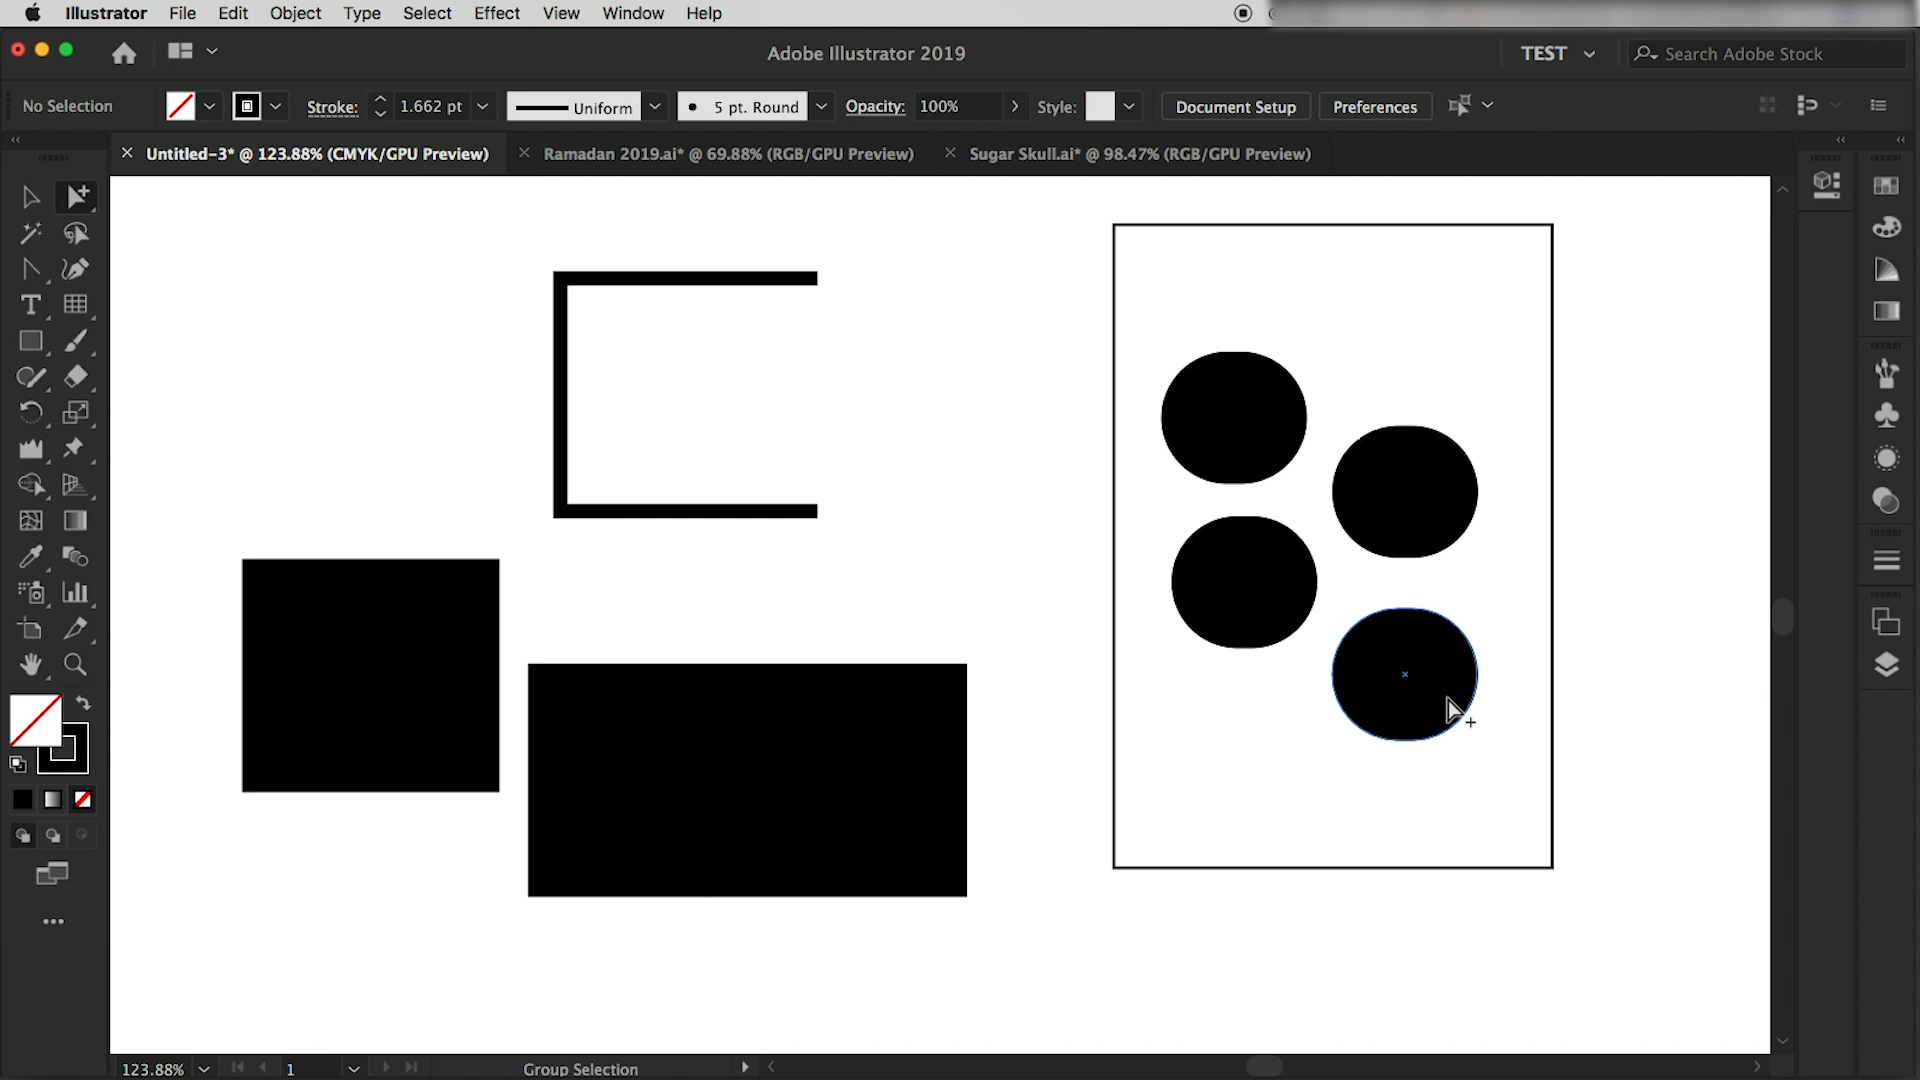 Illustrator File Edit Object Type Select Effect View Window Help
Adobe Illustrator 2019 TEST Search Adobe Stock
No Selection Stroke: 1.662 pt Uniform 5 pt. Round Opacity: 100% Style: Document Setup Preferences
Untitled-3* @ 123.88% (CMYK/GPU Preview) Ramadan 2019.ai* @ 69.88% (RGB/GPU Preview) Sugar Skull.ai* @ 98.47% (RGB/GPU Preview)
123.88% 1 Group Selection